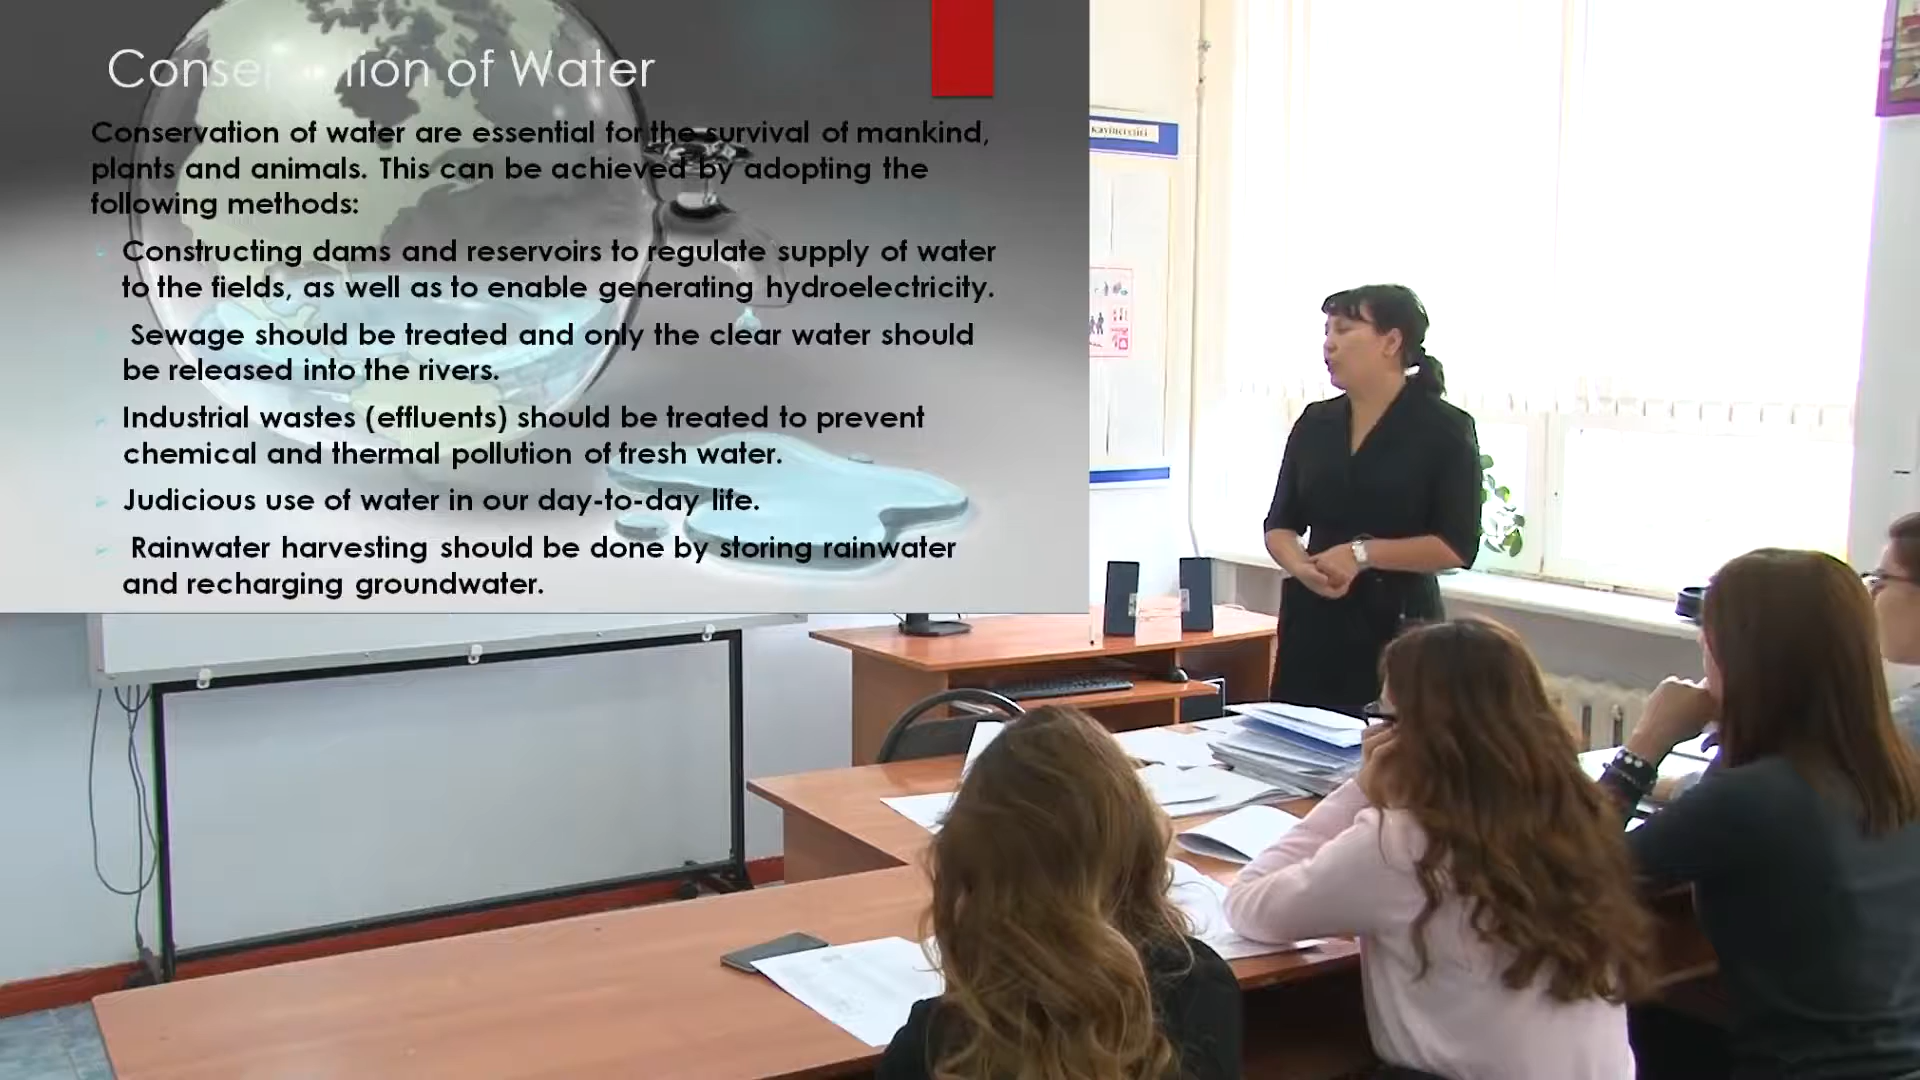 Conservation of Water
Conservation of water are essential for the survival of mankind,
plants and animals. This can be achieved by adopting the
following methods:
Constructing dams and reservoirs to regulate supply of water
to the fields, as well as to enable generating hydroelectricity.
Sewage should be treated and only the clear water should
be released into the rivers.
Industrial wastes (effluents) should be treated to prevent
chemical and thermal pollution of fresh water.
Judicious use of water in our day-to-day life.
Rainwater harvesting should be done by storing rainwater
and recharging groundwater.